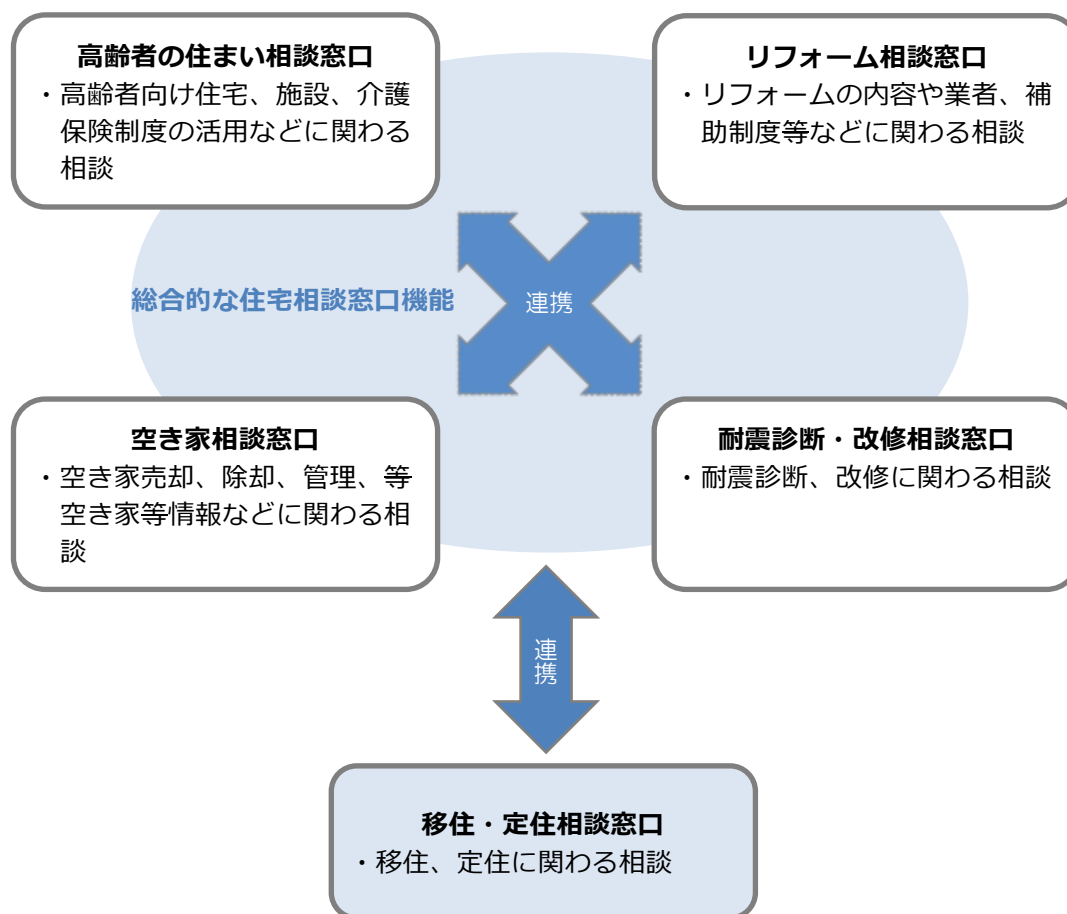 高齢者の住まい相談窓口
・高齢者向け住宅、施設、介護
保険制度の活用などに関わる
相談
リフォーム相談窓口
・リフォームの内容や業者、補
助制度等などに関わる相談
総合的な住宅相談窓口機能
連携
空き家相談窓口
・空き家売却、除却、管理、等
空き家等情報などに関わる相
談
耐震診断・改修相談窓口
・耐震診断、改修に関わる相談
連携
移住・定住相談窓口
・移住、定住に関わる相談